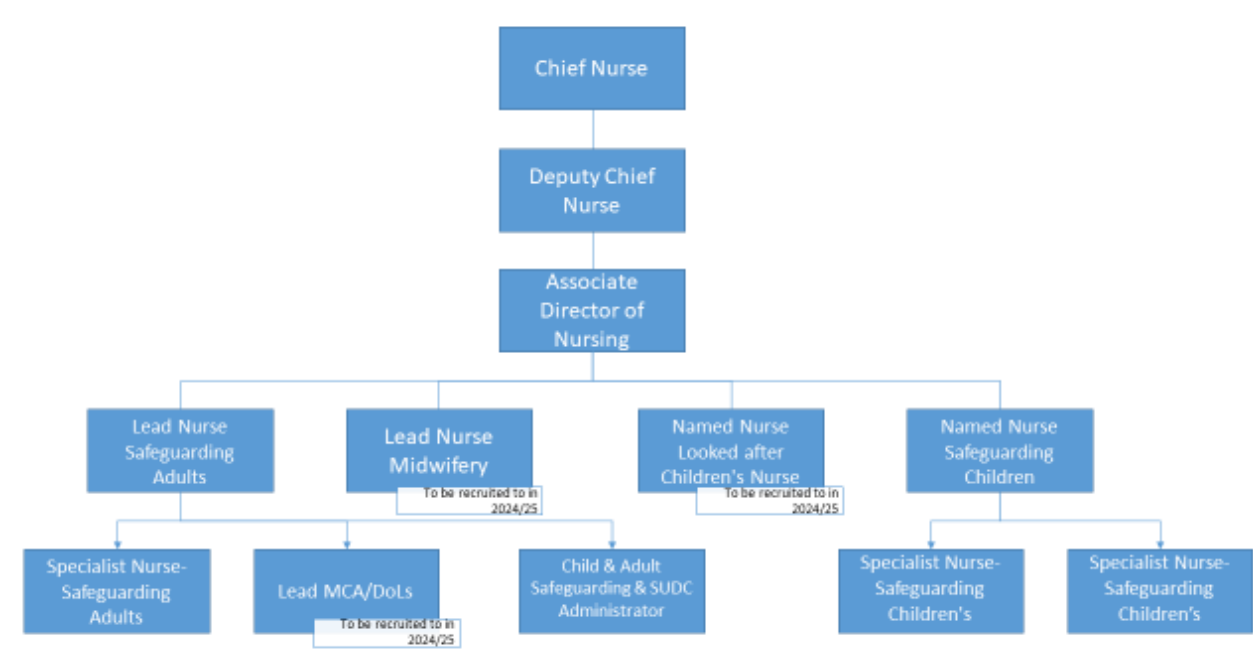 Chief Nurse
Deputy Chief
Nurse
Associate
Director of
Nursing
Lead Nurse
Safeguarding
Adults
Lead Nurse
Midwifery
To be recruited to in
2024/25
Named Nurse
Looked after
Children's Nurse
To be recruited to in
2024/25
Named Nurse
Safeguarding
Children
Specialist Nurse-
Safeguarding
Adults
Lead MCA/DoLs
To be recruited to in
2024/25
Child & Adult
Safeguarding & SUDC
Administrator
Specialist Nurse-
Safeguarding
Children's
Specialist Nurse-
Safeguarding
Children's